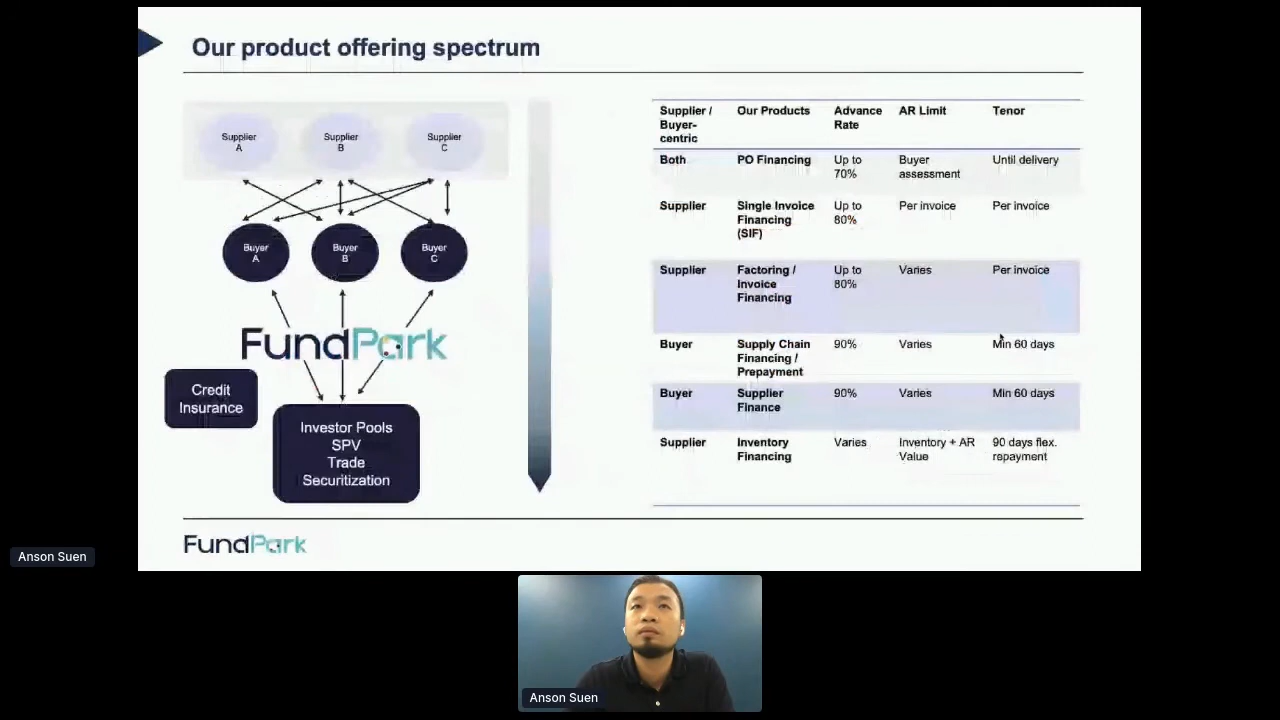 Our product offering spectrum
Supplier
A
Supplier
B
Supplier
C
Buyer
A
Buyer
B
Buyer
C
FundPark
Credit
Insurance
Investor Pools
SPV
Trade
Securitization
Supplier /
Buyer-
centric
Our Products
Advance
Rate
AR Limit
Tenor
Both
PO Financing
Up to
70%
Buyer
assessment
Until delivery
Supplier
Single Invoice
Financing
(SIF)
Up to
80%
Per invoice
Per invoice
Supplier
Factoring /
Invoice
Financing
Up to
80%
Varies
Per invoice
Buyer
Supply Chain
Financing /
Prepayment
90%
Varies
Min 60 days
Buyer
Supplier
Finance
90%
Varies
Min 60 days
Supplier
Inventory
Financing
Varies
Inventory + AR
Value
90 days flex.
repayment
FundPark
Anson Suen
Anson Suen